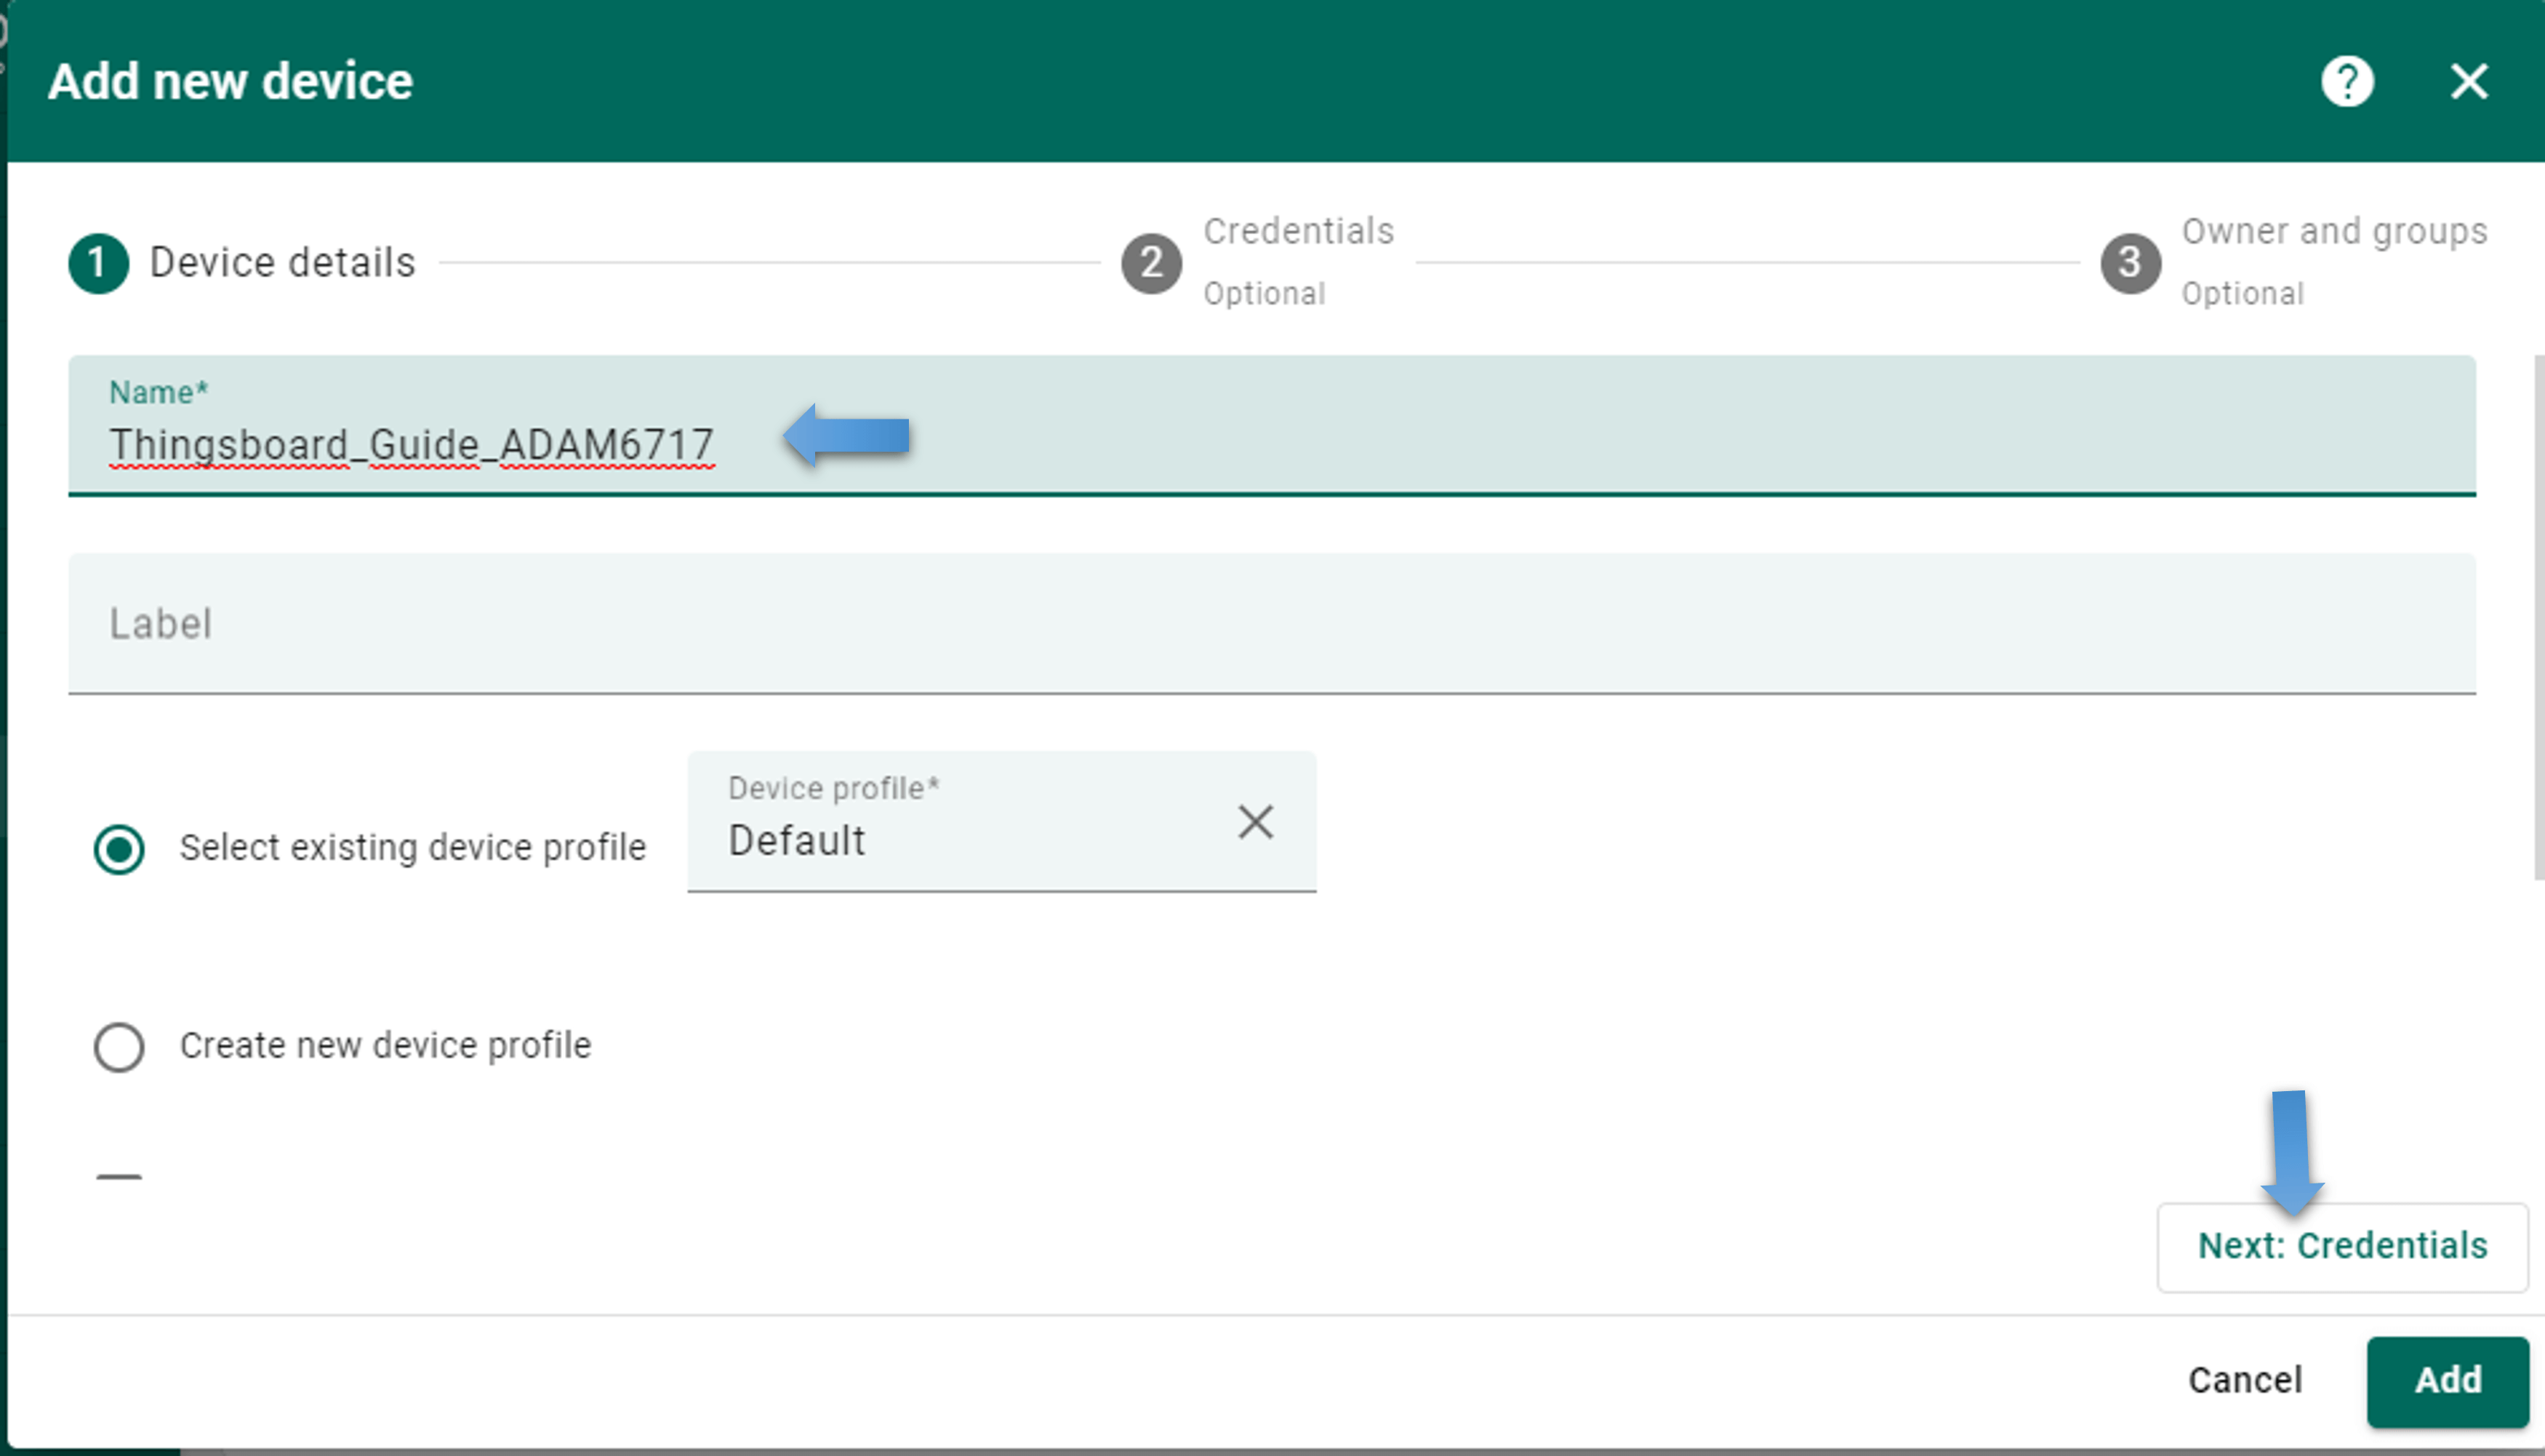 Add new device
?
1 Device details
2 Credentials
Optional
3 Owner and groups
Optional
Name*
Thingsboard_Guide_ADAM6717
Label
Select existing device profile
Device profile*
Default
Create new device profile
Next: Credentials
Cancel
Add